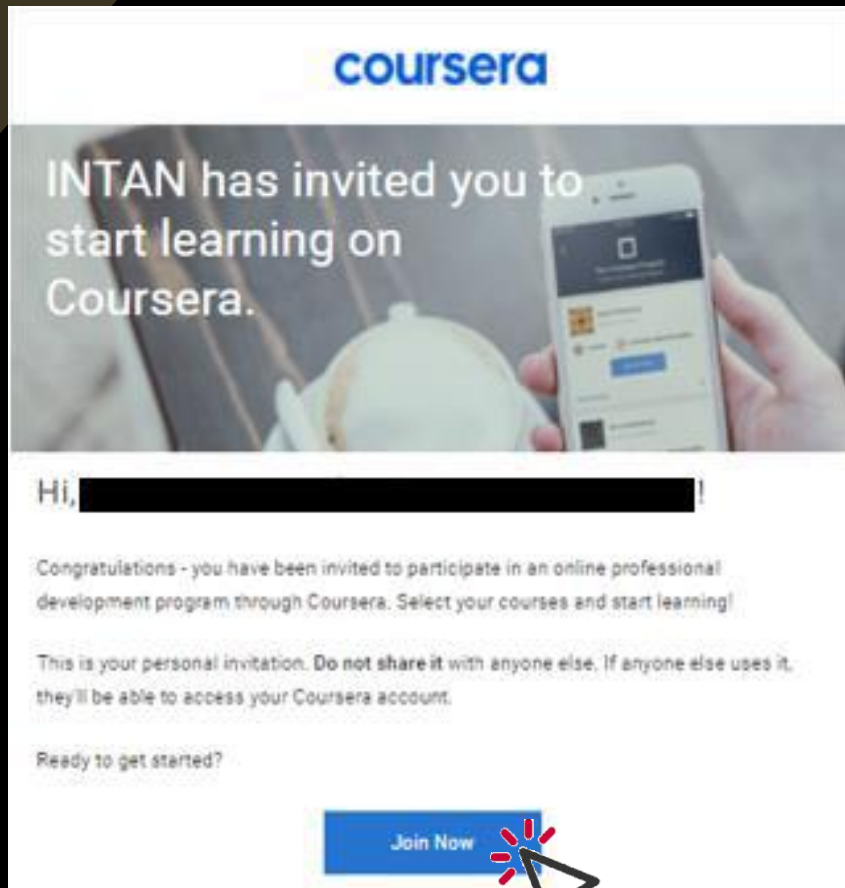 coursera
INTAN has invited you to
start learning on
Coursera.
Hi, !
Congratulations - you have been invited to participate in an online professional
development program through Coursera. Select your courses and start learning!
This is your personal invitation. Do not share it with anyone else. If anyone else uses it,
they'll be able to access your Coursera account.
Ready to get started?
Join Now